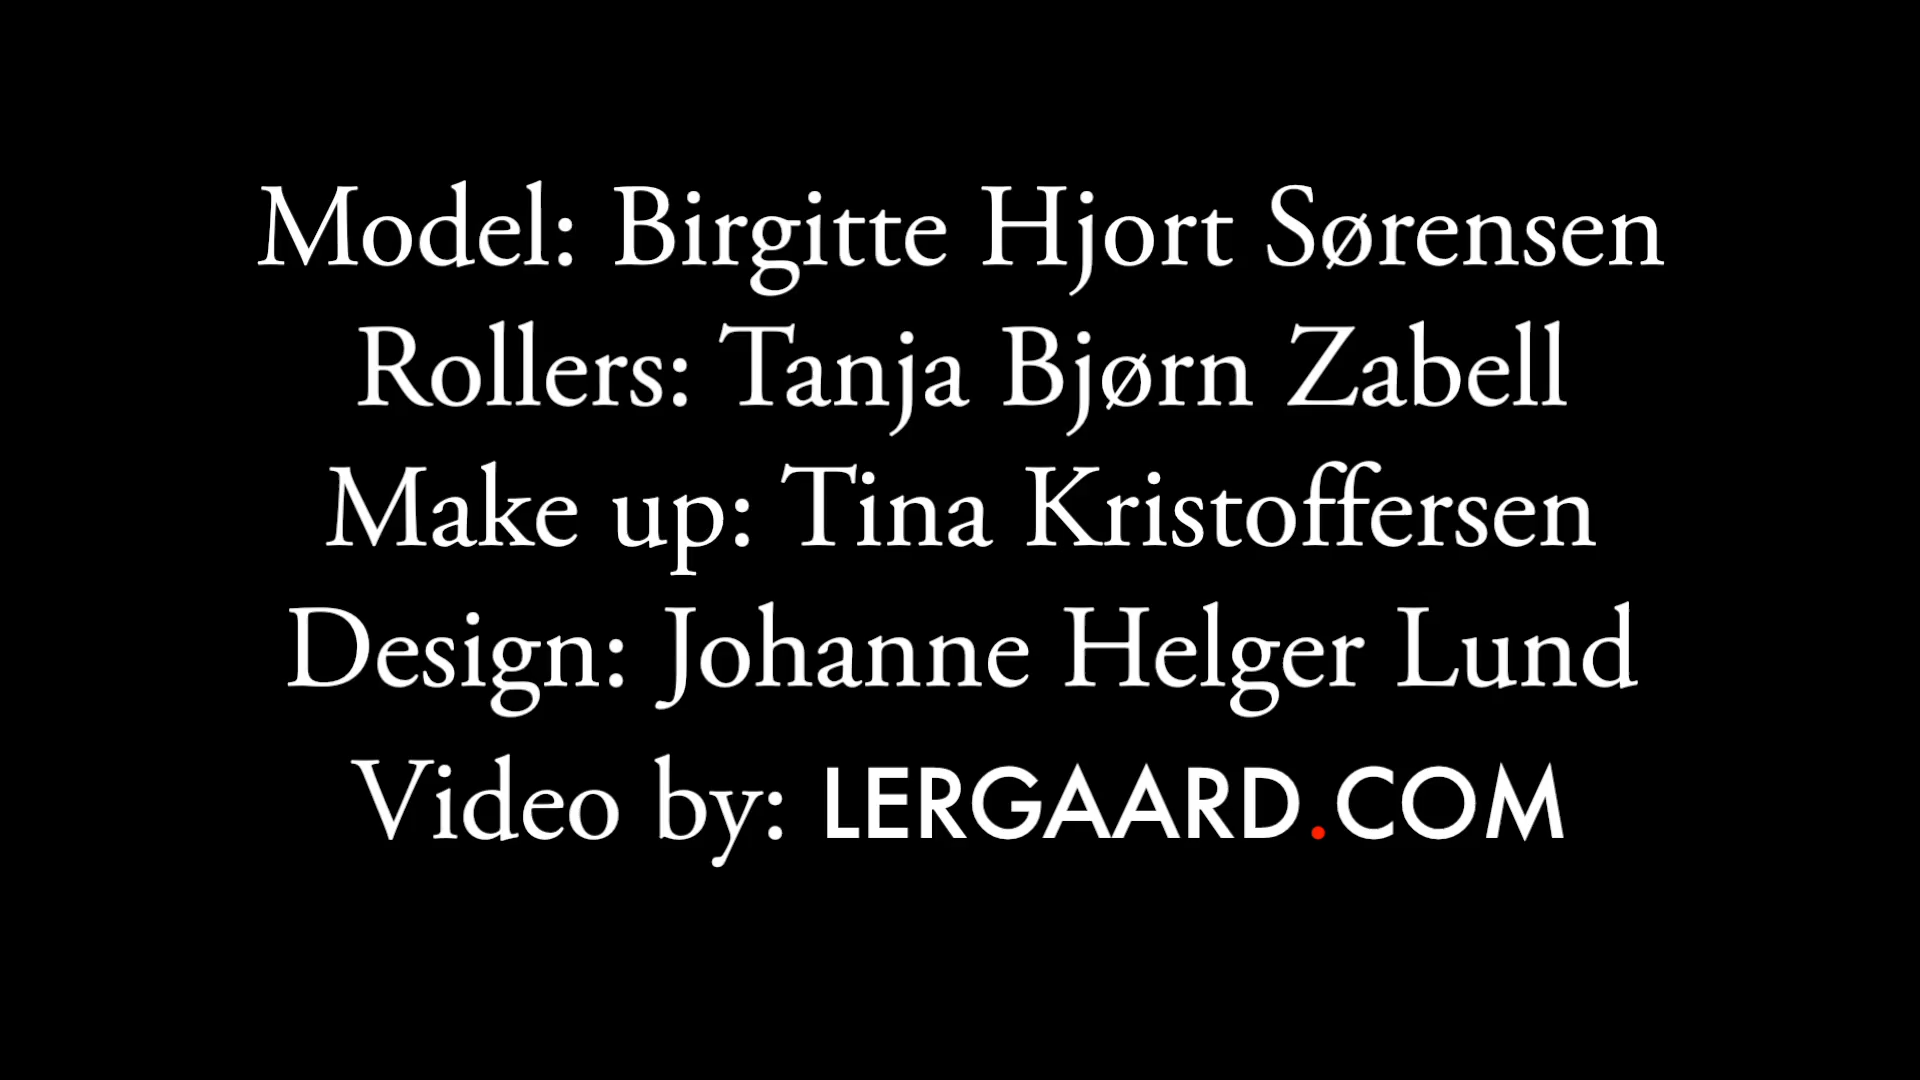 Model: Birgitte Hjort Sørensen
Rollers: Tanja Bjørn Zabell
Make up: Tina Kristoffersen
Design: Johanne Helger Lund
Video by: LERGAARD.COM